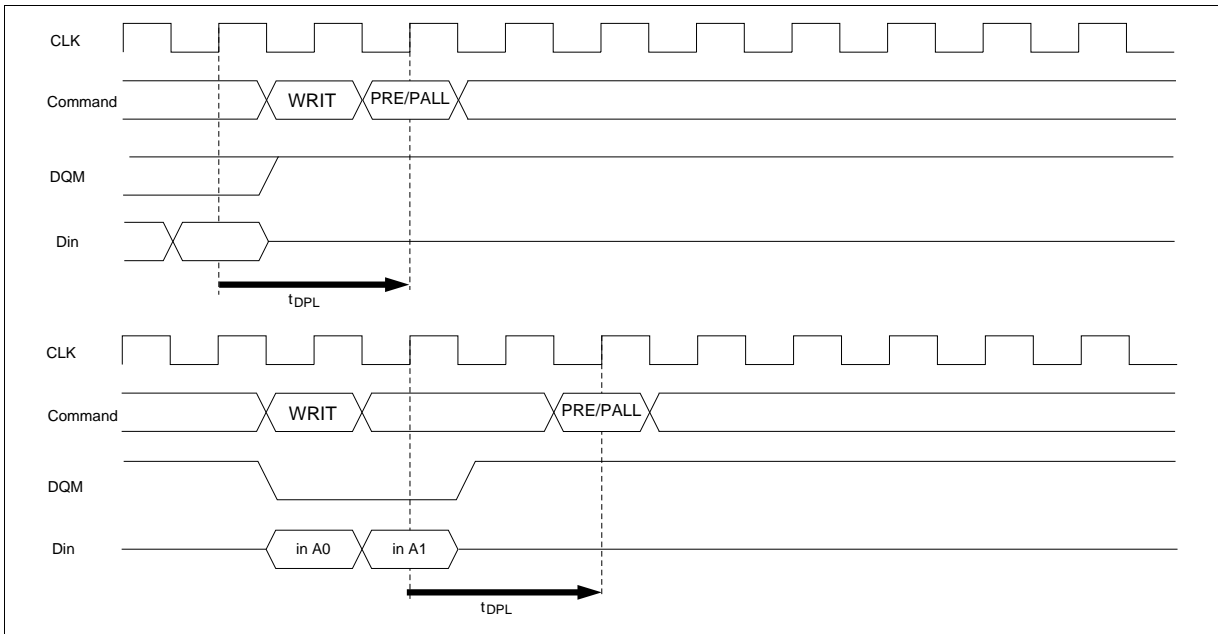 CLK
Command WRIT PRE/PALL
DQM
Din
tDPL
CLK
Command WRIT PRE/PALL
DQM
Din in A0 in A1
tDPL